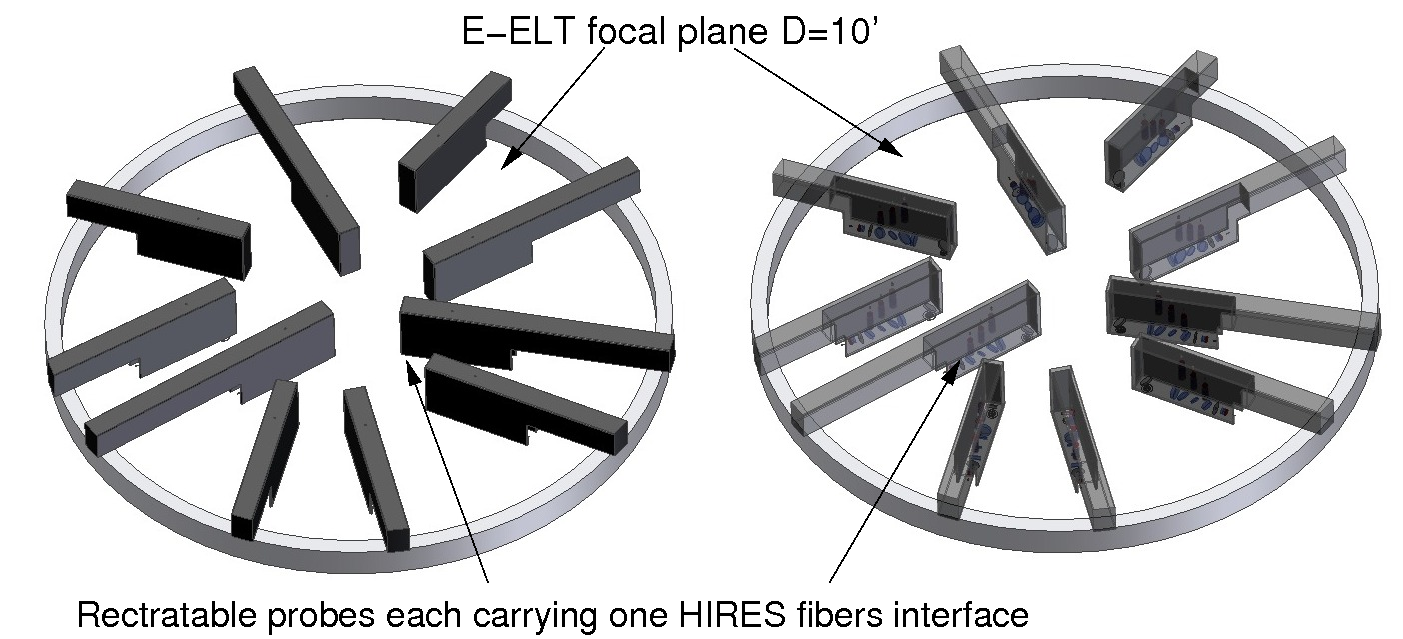 E−ELT focal plane D=10’
Rectratable probes each carrying one HIRES fibers interface